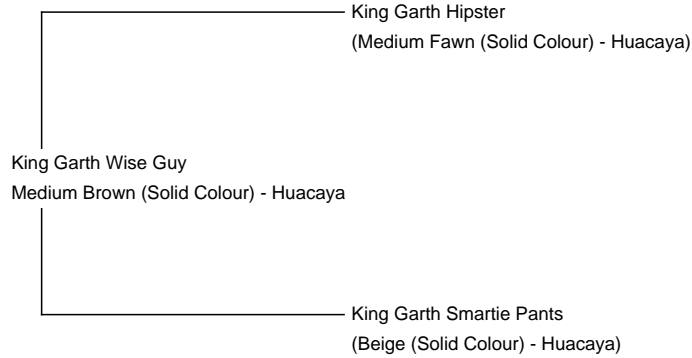 King Garth Hipster
(Medium Fawn (Solid Colour) - Huacaya)
King Garth Wise Guy
Medium Brown (Solid Colour) - Huacaya
King Garth Smartie Pants
(Beige (Solid Colour) - Huacaya)